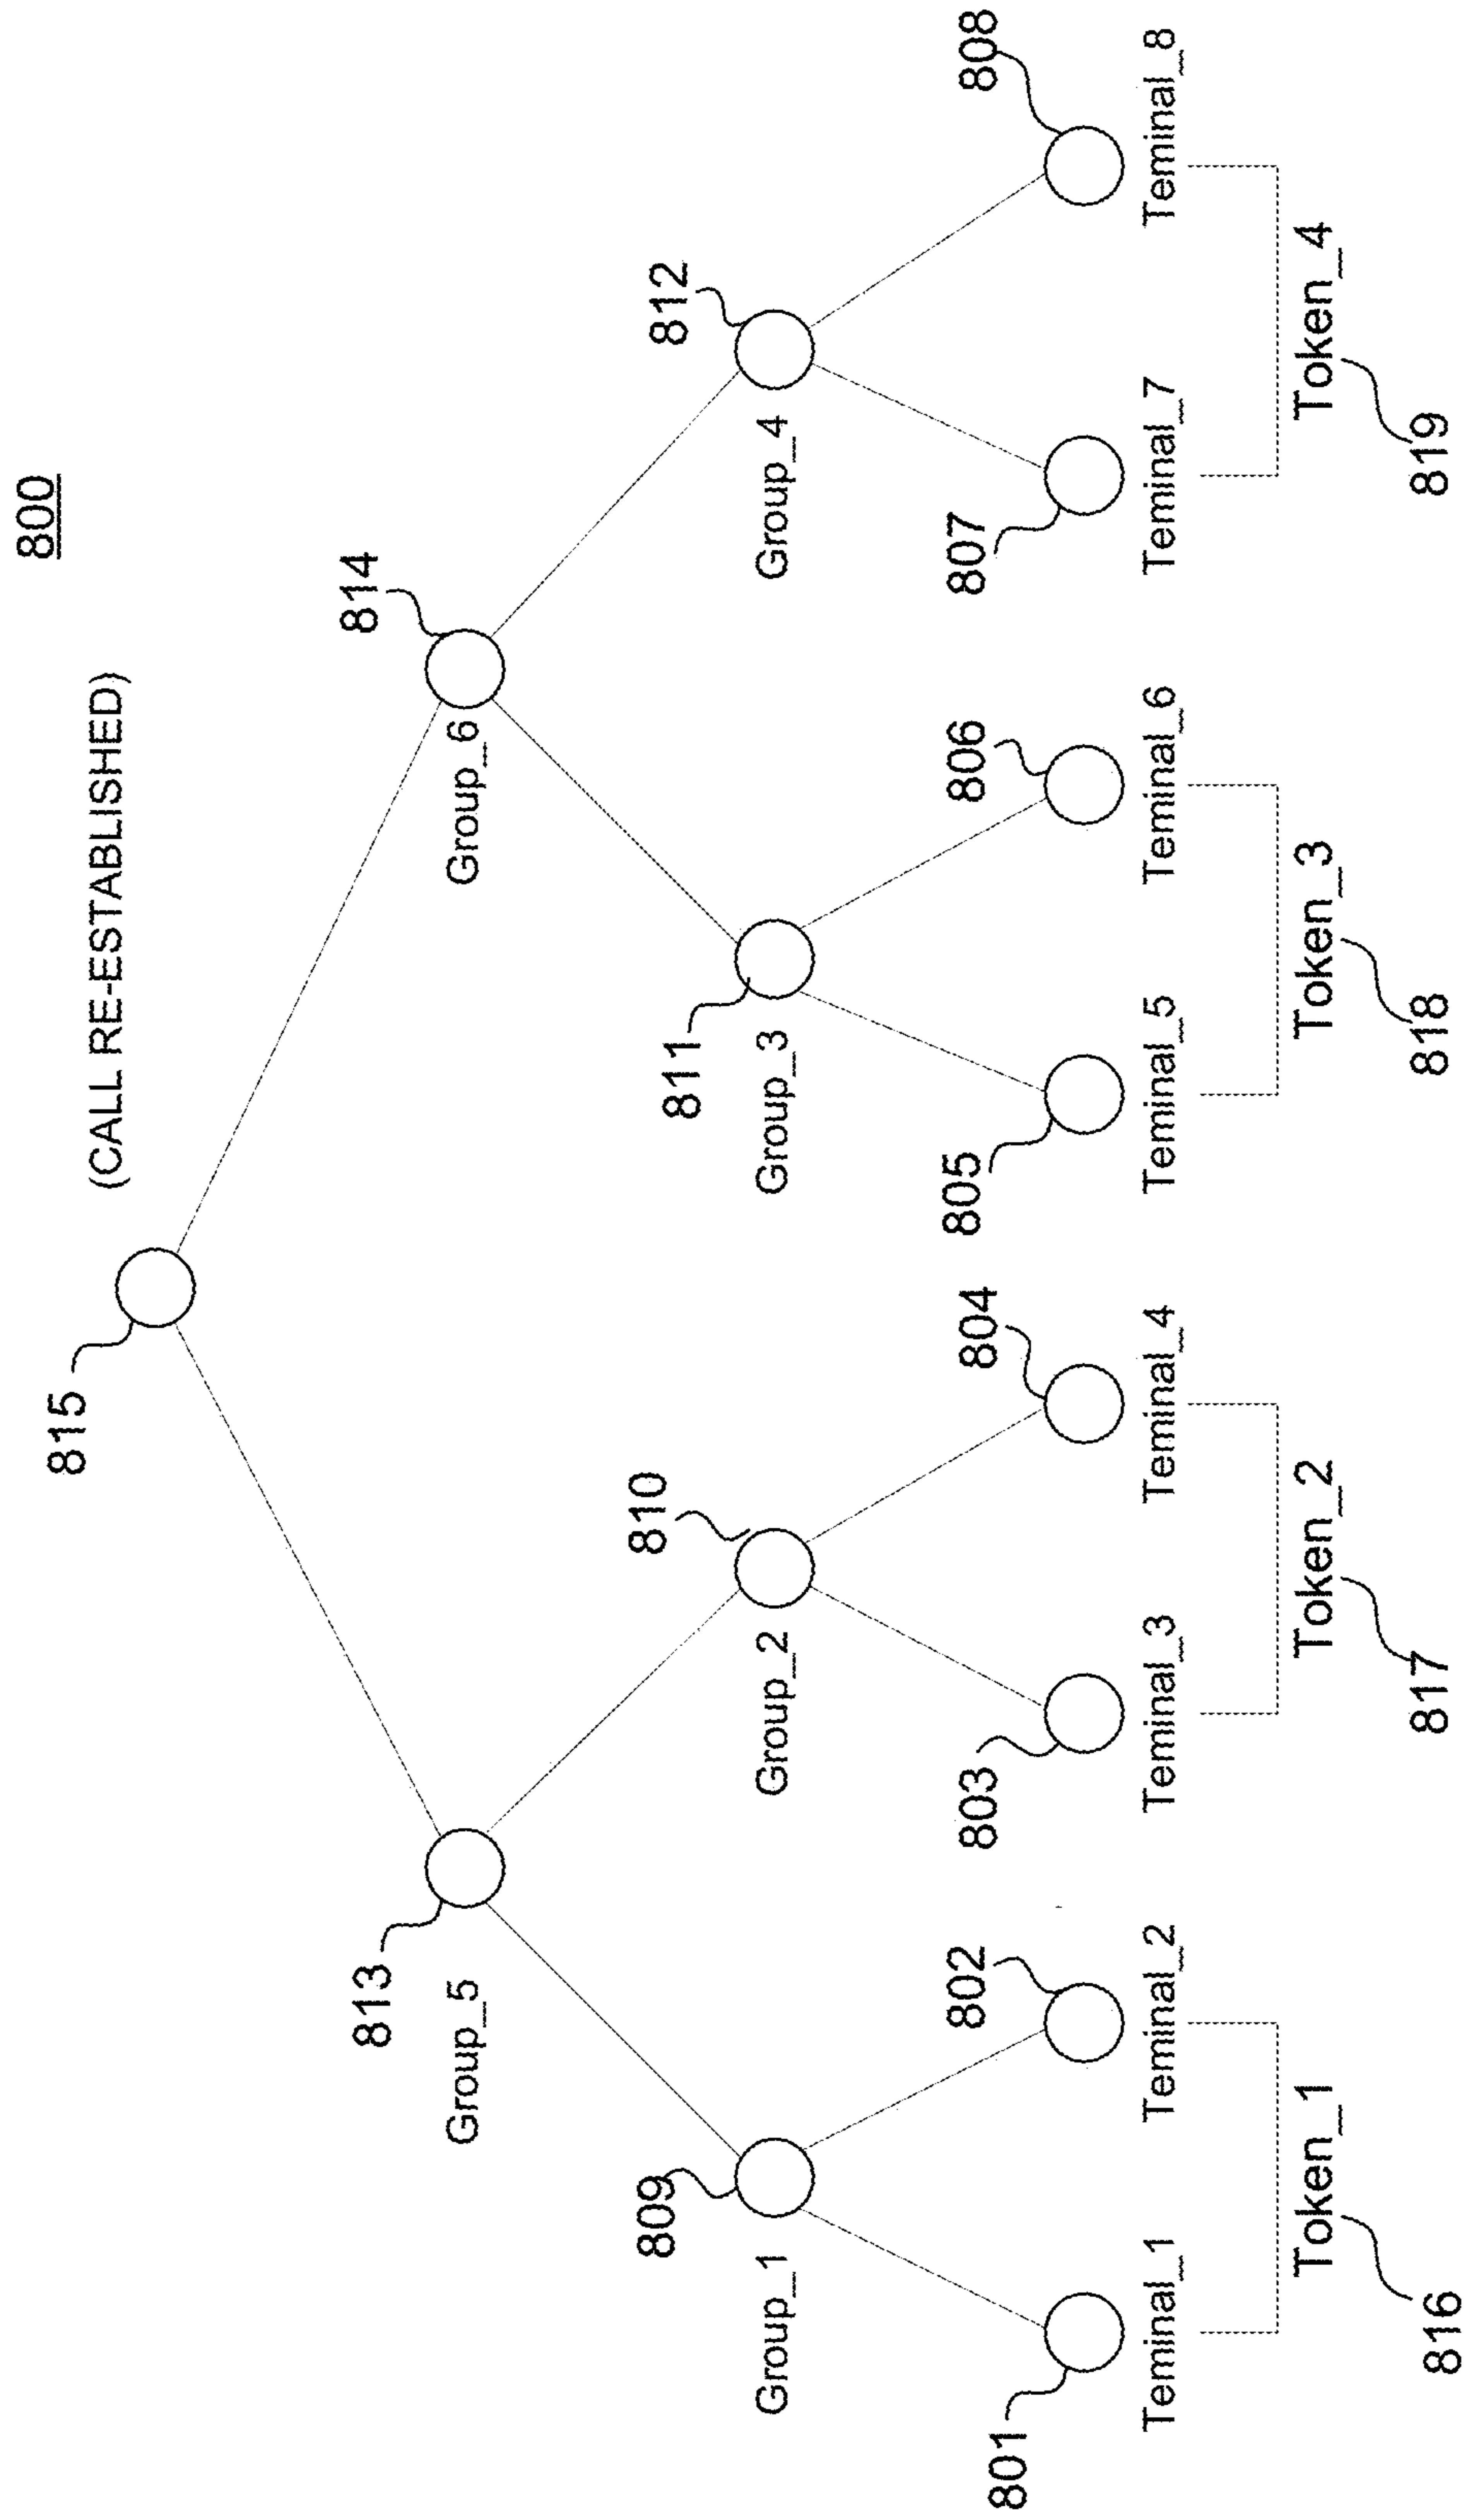 800
(CALL RE-ESTABLISHED)
815
814
Group_6
813
Group_5
812
Group_4
811
Group_3
810
Group_2
809
Group_1
801
802
803
804
805
806
807
808
Teminal_1
Teminal_2
Teminal_3
Teminal_4
Teminal_5
Teminal_6
Teminal_7
Teminal_8
Token_1
Token_2
Token_3
Token_4
816
817
818
819